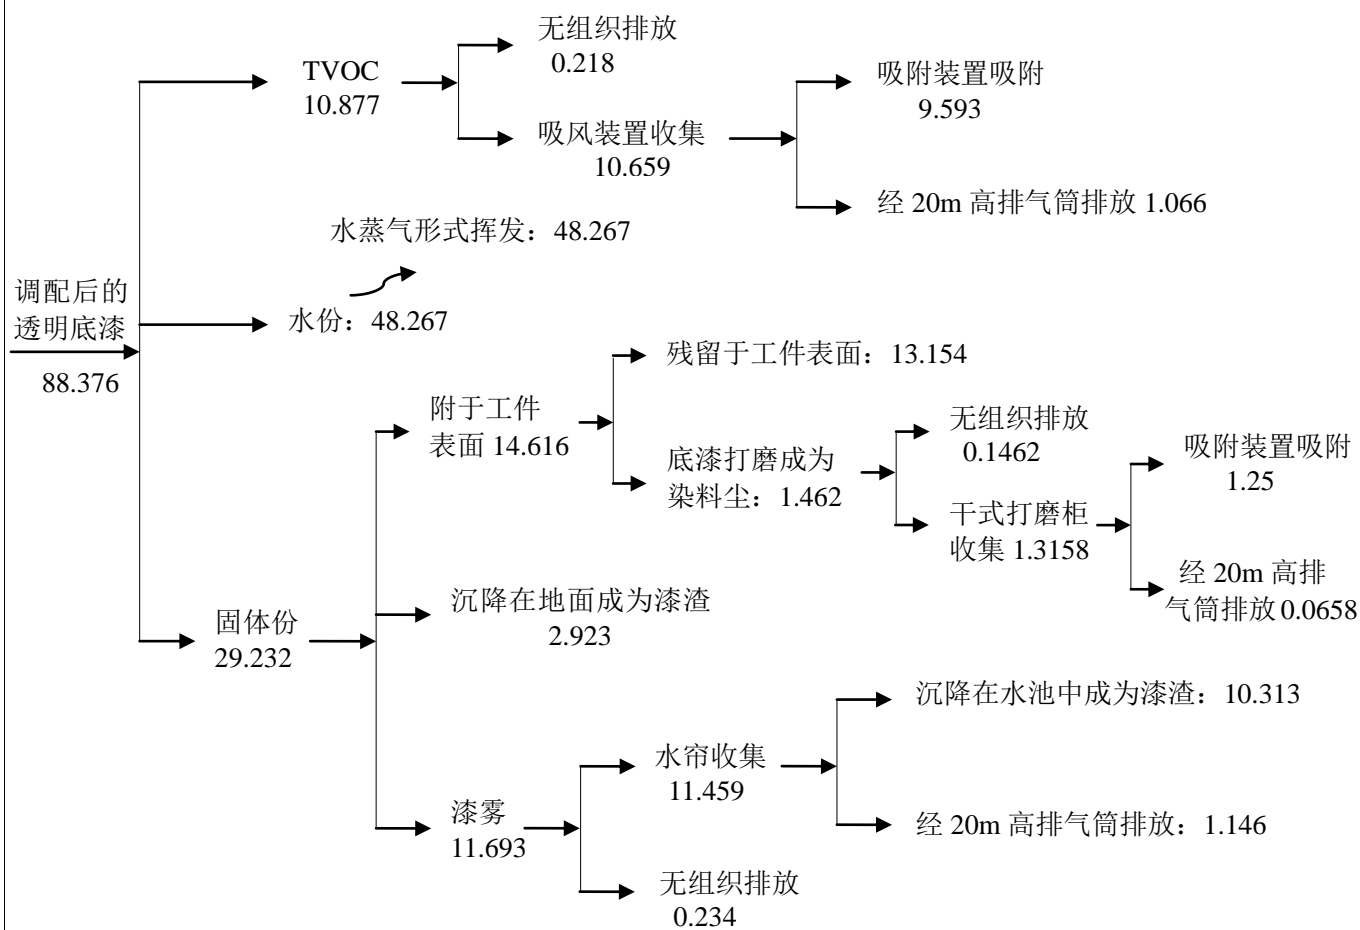 无组织排放
0.218
TVOC
10.877
吸附装置吸附
9.593
吸风装置收集
10.659
经 20m 高排气筒排放 1.066
水蒸气形式挥发：48.267
调配后的
透明底漆
88.376
水份：48.267
残留于工件表面：13.154
附于工件
表面 14.616
无组织排放
0.1462
底漆打磨成为
染料尘：1.462
吸附装置吸附
1.25
干式打磨柜
收集 1.3158
经 20m 高排
气筒排放 0.0658
沉降在地面成为漆渣
2.923
固体份
29.232
沉降在水池中成为漆渣：10.313
水帘收集
11.459
漆雾
11.693
经 20m 高排气筒排放：1.146
无组织排放
0.234